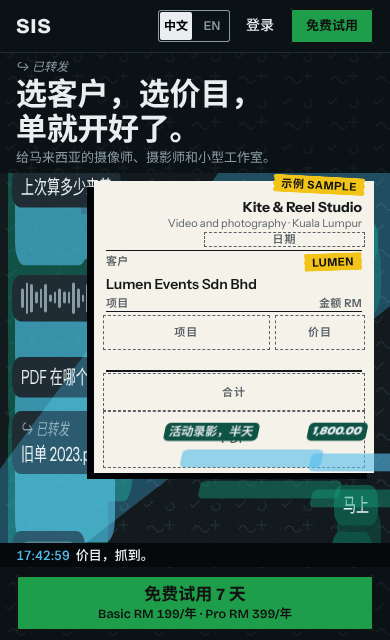 SIS
中文 EN
登录
免费试用
↪ 已转发
选客户，选价目，
单就开好了。
给马来西亚的摄像师、摄影师和小型工作室。
上次算多少
示例 SAMPLE
Kite & Reel Studio
Video and photography · Kuala Lumpur
日期
客户
LUMEN
Lumen Events Sdn Bhd
项目 金额 RM
项目 价目
PDF 在哪个
合计
↪ 已转发
旧单 2023.p
活动录影，半天 1,800.00
马上
17:42:59 价目，抓到。
免费试用 7 天
Basic RM 199/年 · Pro RM 399/年